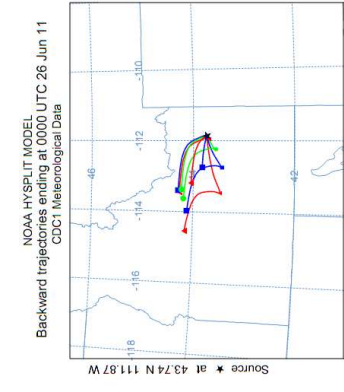 NOAA HYSPLIT MODEL
Backward trajectories ending at 0000 UTC 26 Jun 11
CDC1 Meteorological Data
Source ★ at 43.74 N 111.87 W
-118
-116
-114
-112
-110
46
42